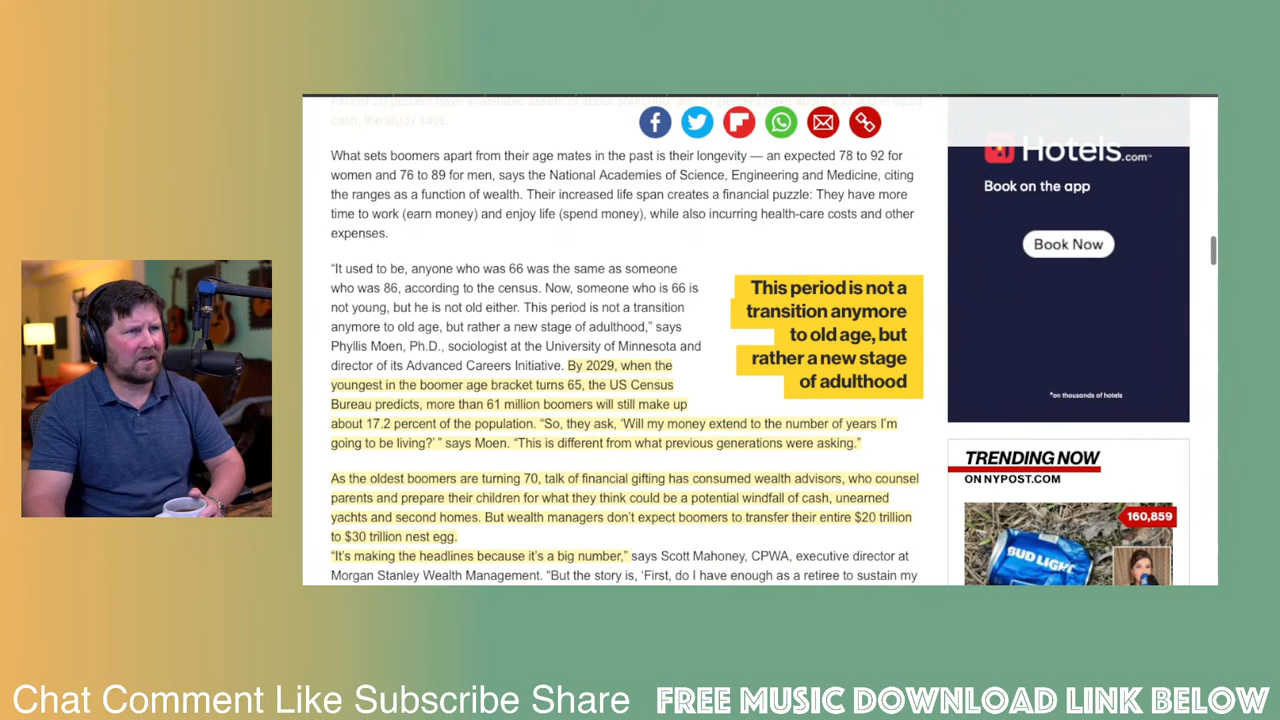 cash, the study says.
What sets boomers apart from their age mates in the past is their longevity — an expected 78 to 92 for
women and 76 to 89 for men, says the National Academies of Science, Engineering and Medicine, citing
the ranges as a function of wealth. Their increased life span creates a financial puzzle: They have more
time to work (earn money) and enjoy life (spend money), while also incurring health-care costs and other
expenses.
“It used to be, anyone who was 66 was the same as someone
who was 86, according to the census. Now, someone who is 66 is
not young, but he is not old either. This period is not a transition
anymore to old age, but rather a new stage of adulthood,” says
Phyllis Moen, Ph.D., sociologist at the University of Minnesota and
director of its Advanced Careers Initiative. By 2029, when the
youngest in the boomer age bracket turns 65, the US Census
Bureau predicts, more than 61 million boomers will still make up
about 17.2 percent of the population. “So, they ask, ‘Will my money extend to the number of years I’m
going to be living?’ ” says Moen. “This is different from what previous generations were asking.”
This period is not a
transition anymore
to old age, but
rather a new stage
of adulthood
As the oldest boomers are turning 70, talk of financial gifting has consumed wealth advisors, who counsel
parents and prepare their children for what they think could be a potential windfall of cash, unearned
yachts and second homes. But wealth managers don’t expect boomers to transfer their entire $20 trillion
to $30 trillion nest egg.
“It’s making the headlines because it’s a big number,” says Scott Mahoney, CPWA, executive director at
Morgan Stanley Wealth Management. “But the story is, ‘First, do I have enough as a retiree to sustain my
Hotels.com
Book on the app
Book Now
*on thousands of hotels
TRENDING NOW
ON NYPOST.COM
160,859
BUD LIGHT
Chat Comment Like Subscribe Share
FREE MUSIC DOWNLOAD LINK BELOW